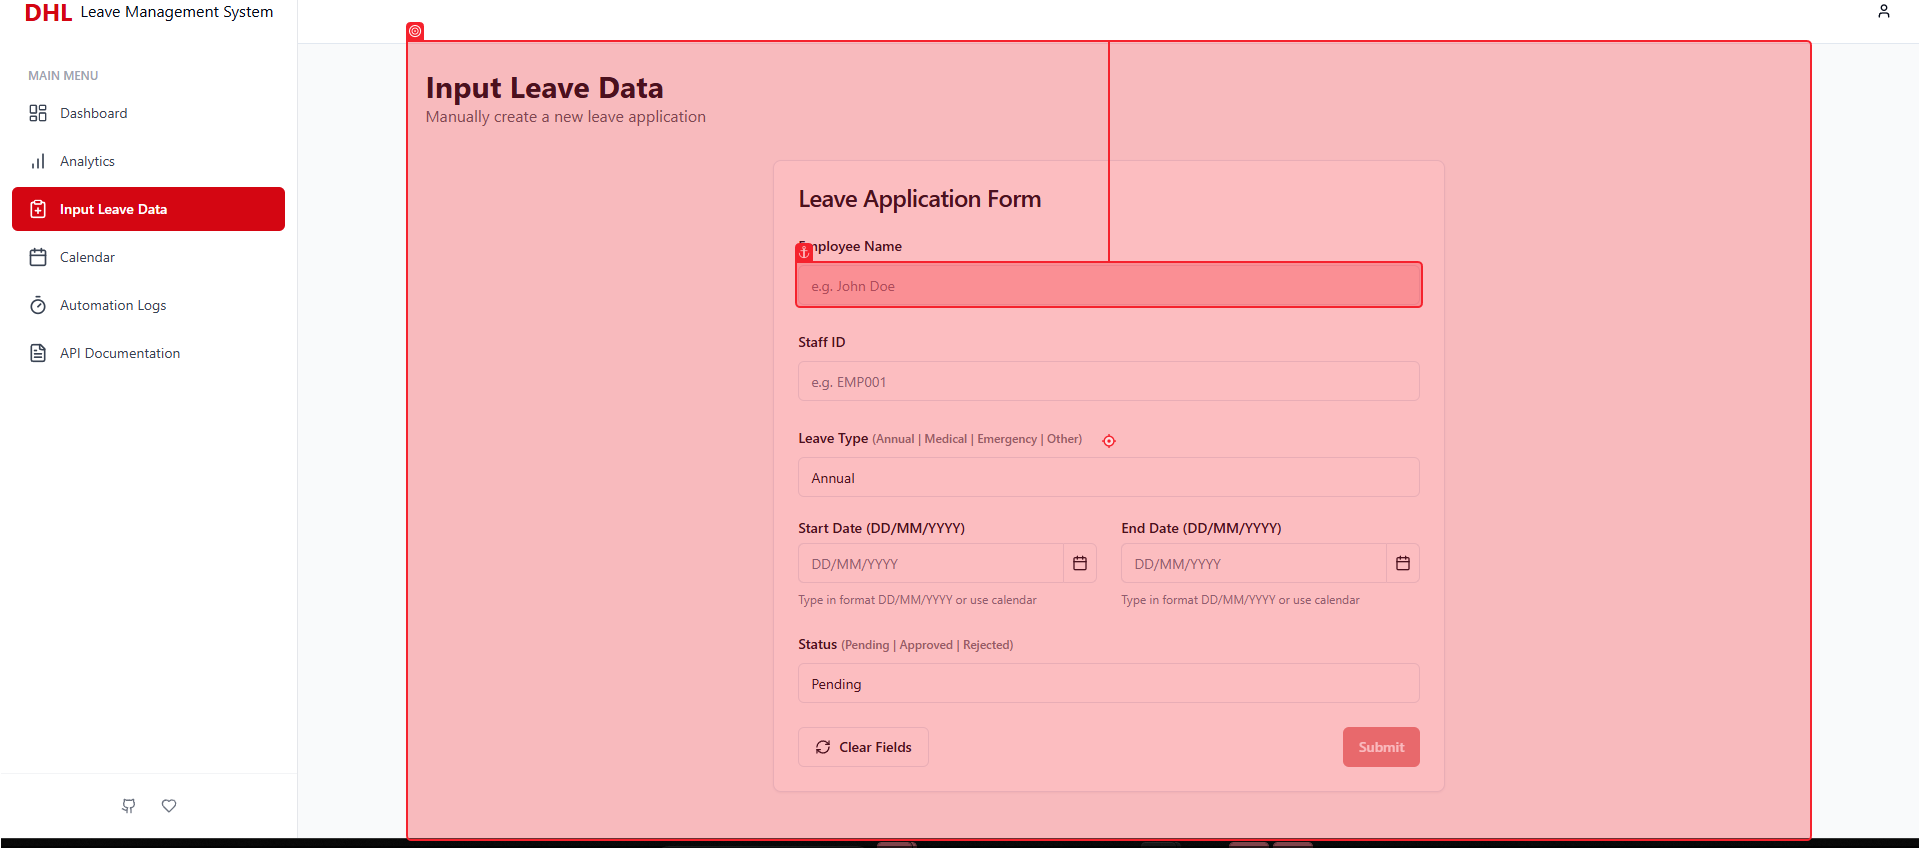 DHL Leave Management System
MAIN MENU
Dashboard
Analytics
Input Leave Data
Calendar
Automation Logs
API Documentation
Input Leave Data
Manually create a new leave application
Leave Application Form
Employee Name
e.g. John Doe
Staff ID
e.g. EMP001
Leave Type (Annual | Medical | Emergency | Other)
Annual
Start Date (DD/MM/YYYY) End Date (DD/MM/YYYY)
DD/MM/YYYY DD/MM/YYYY
Type in format DD/MM/YYYY or use calendar Type in format DD/MM/YYYY or use calendar
Status (Pending | Approved | Rejected)
Pending
Clear Fields Submit